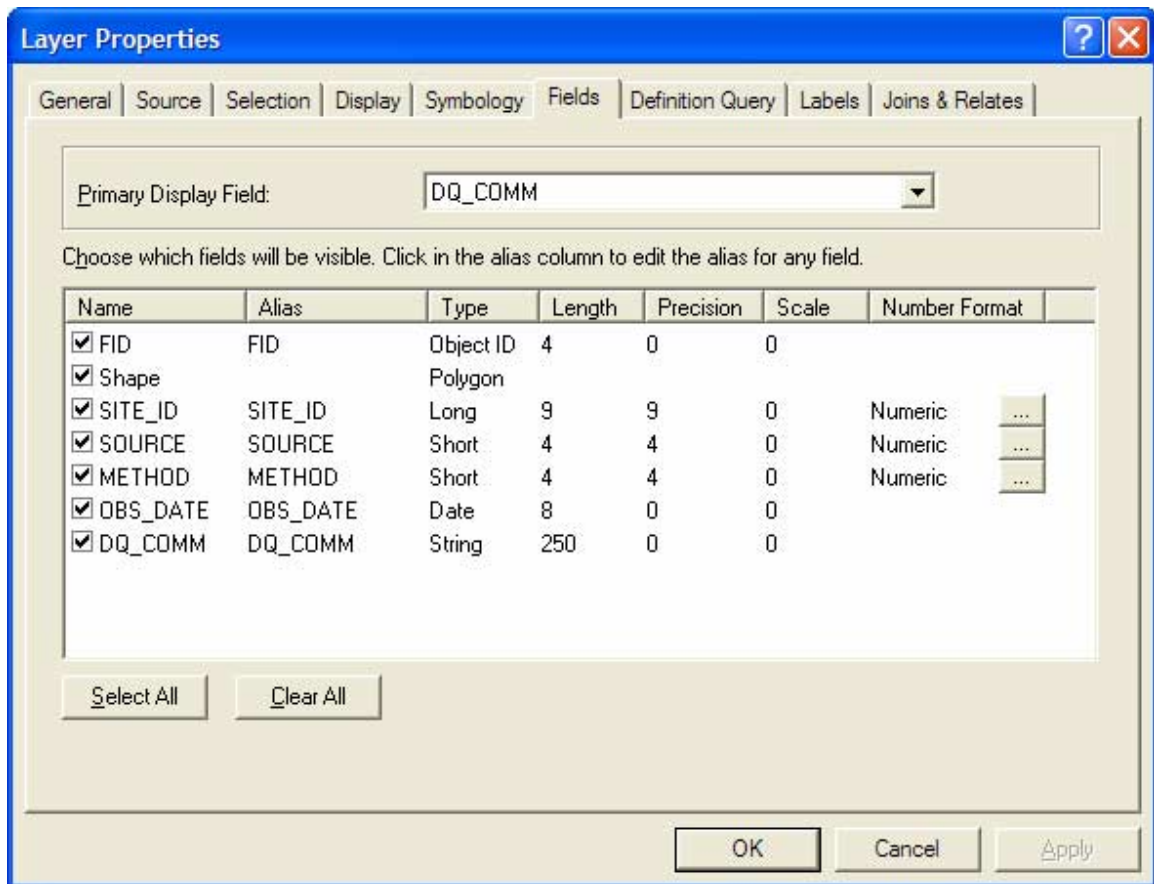 Layer Properties
General Source Selection Display Symbology Fields Definition Query Labels Joins & Relates
Primary Display Field: DQ_COMM
Choose which fields will be visible. Click in the alias column to edit the alias for any field.
Name Alias Type Length Precision Scale Number Format
FID FID Object ID 4 0 0
Shape Polygon
SITE_ID SITE_ID Long 9 9 0 Numeric ...
SOURCE SOURCE Short 4 4 0 Numeric ...
METHOD METHOD Short 4 4 0 Numeric ...
OBS_DATE OBS_DATE Date 8 0 0
DQ_COMM DQ_COMM String 250 0 0
Select All Clear All
OK Cancel Apply